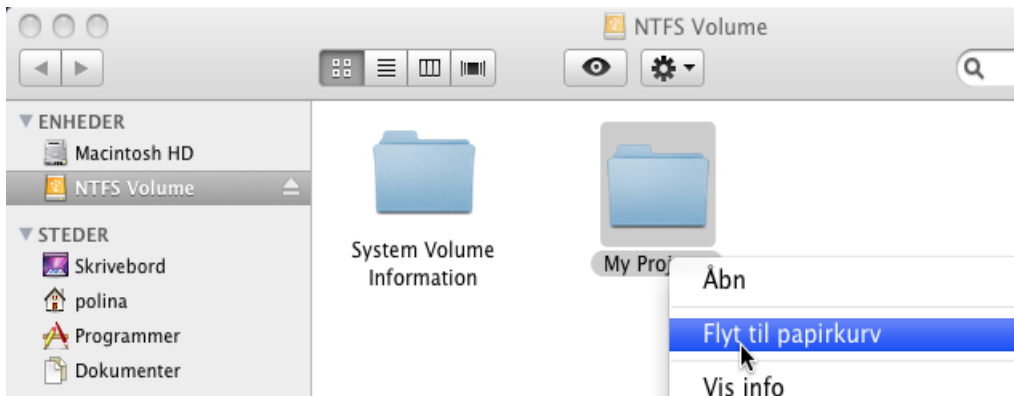 NTFS Volume
ENHEDER
Macintosh HD
NTFS Volume
STEDER
Skrivebord
polina
Programmer
Dokumenter
System Volume
Information
My
Åbn
Flyt til papirkurv
Vis info